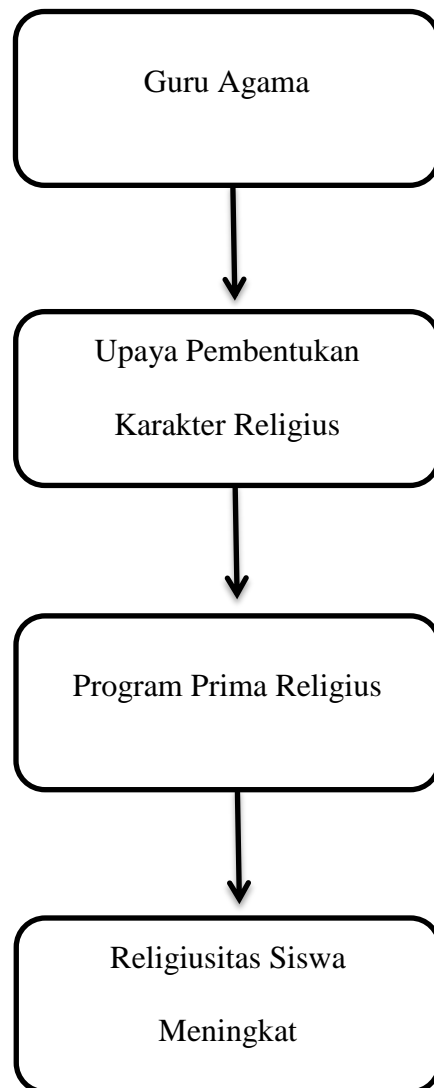 Guru Agama
Upaya Pembentukan
Karakter Religius
Program Prima Religius
Religiusitas Siswa
Meningkat